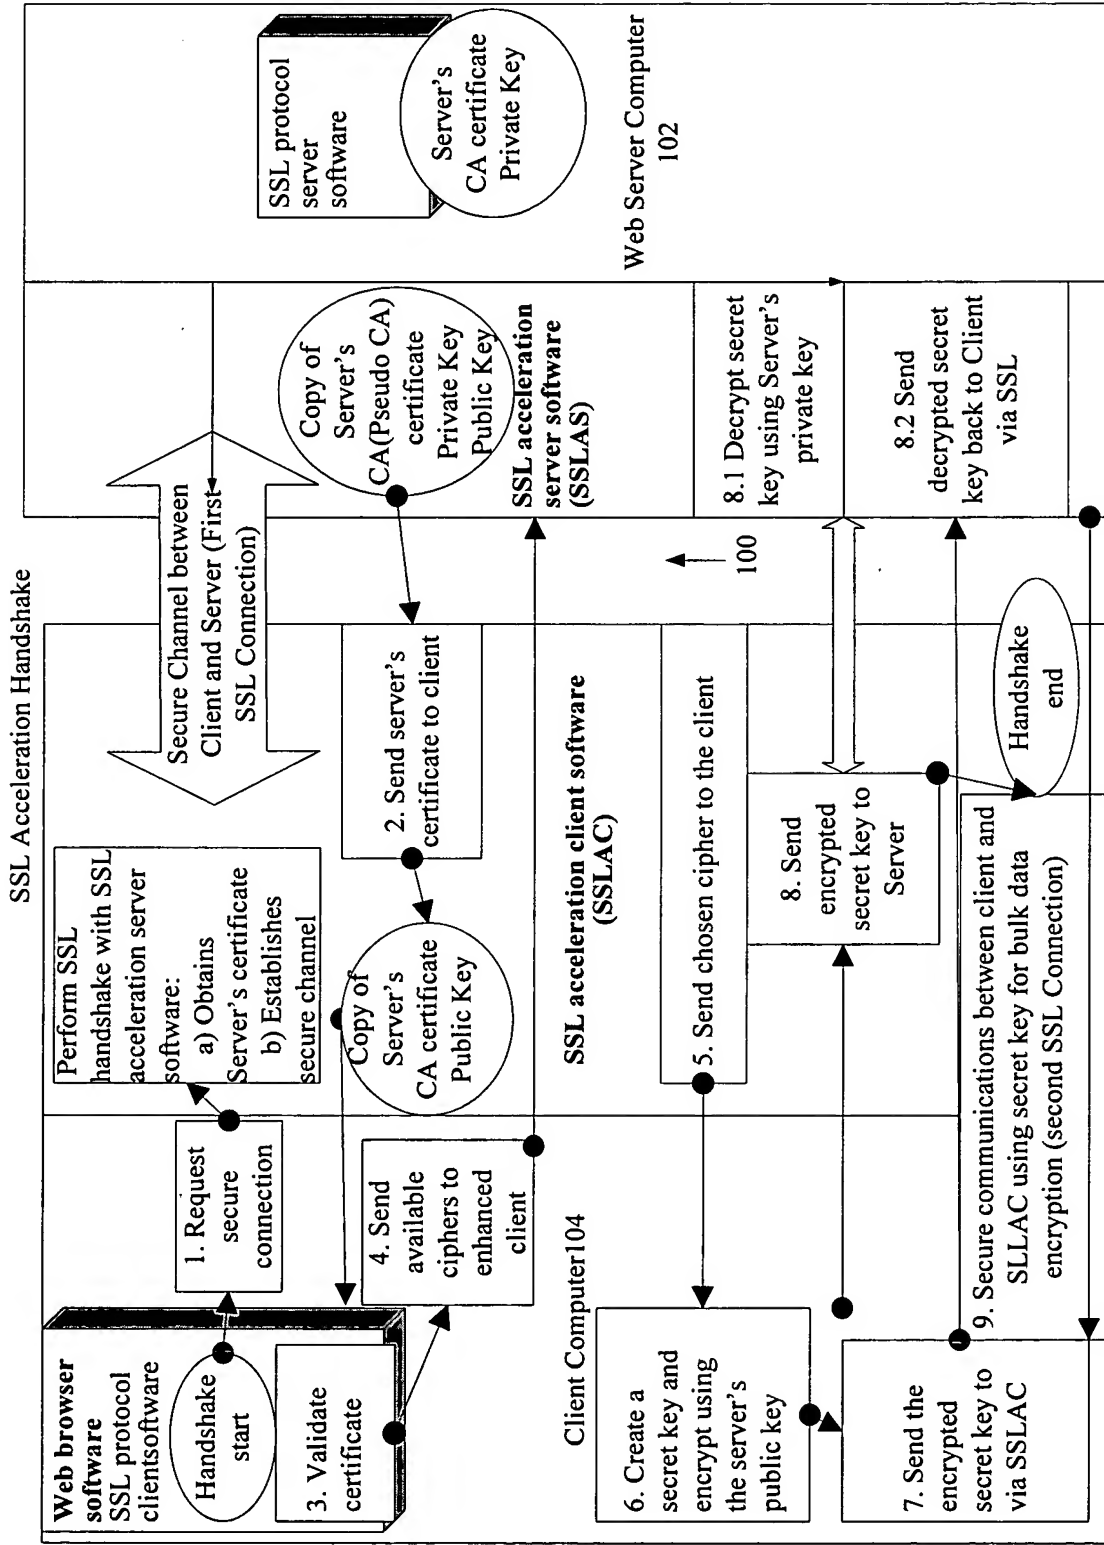 SSL Acceleration Handshake
Web browser
software
SSL protocol
clientsoftware
Handshake
start
1. Request
secure
connection
Perform SSL
handshake with SSL
acceleration server
software:
a) Obtains
Server's certificate
b) Establishes
secure channel
Secure Channel between
Client and Server (First
SSL Connection)
SSL protocol
server
software
Server's
CA certificate
Private Key
Web Server Computer
102
Copy of
Server's
CA(Pseudo CA)
certificate
Private Key
Public Key
SSL acceleration
server software
(SSLAS)
2. Send server's
certificate to client
Copy of
Server's
CA certificate
Public Key
3. Validate
certificate
4. Send
available
ciphers to
enhanced
client
SSL acceleration client software
(SSLAC)
100
Client Computer104
5. Send chosen cipher to the client
6. Create a
secret key and
encrypt using
the server's
public key
7. Send the
encrypted
secret key to
via SSLAC
8. Send
encrypted
secret key to
Server
8.1 Decrypt secret
key using Server's
private key
8.2 Send
decrypted secret
key back to Client
via SSL
Handshake
end
9. Secure communications between client and
SLLAC using secret key for bulk data
encryption (second SSL Connection)